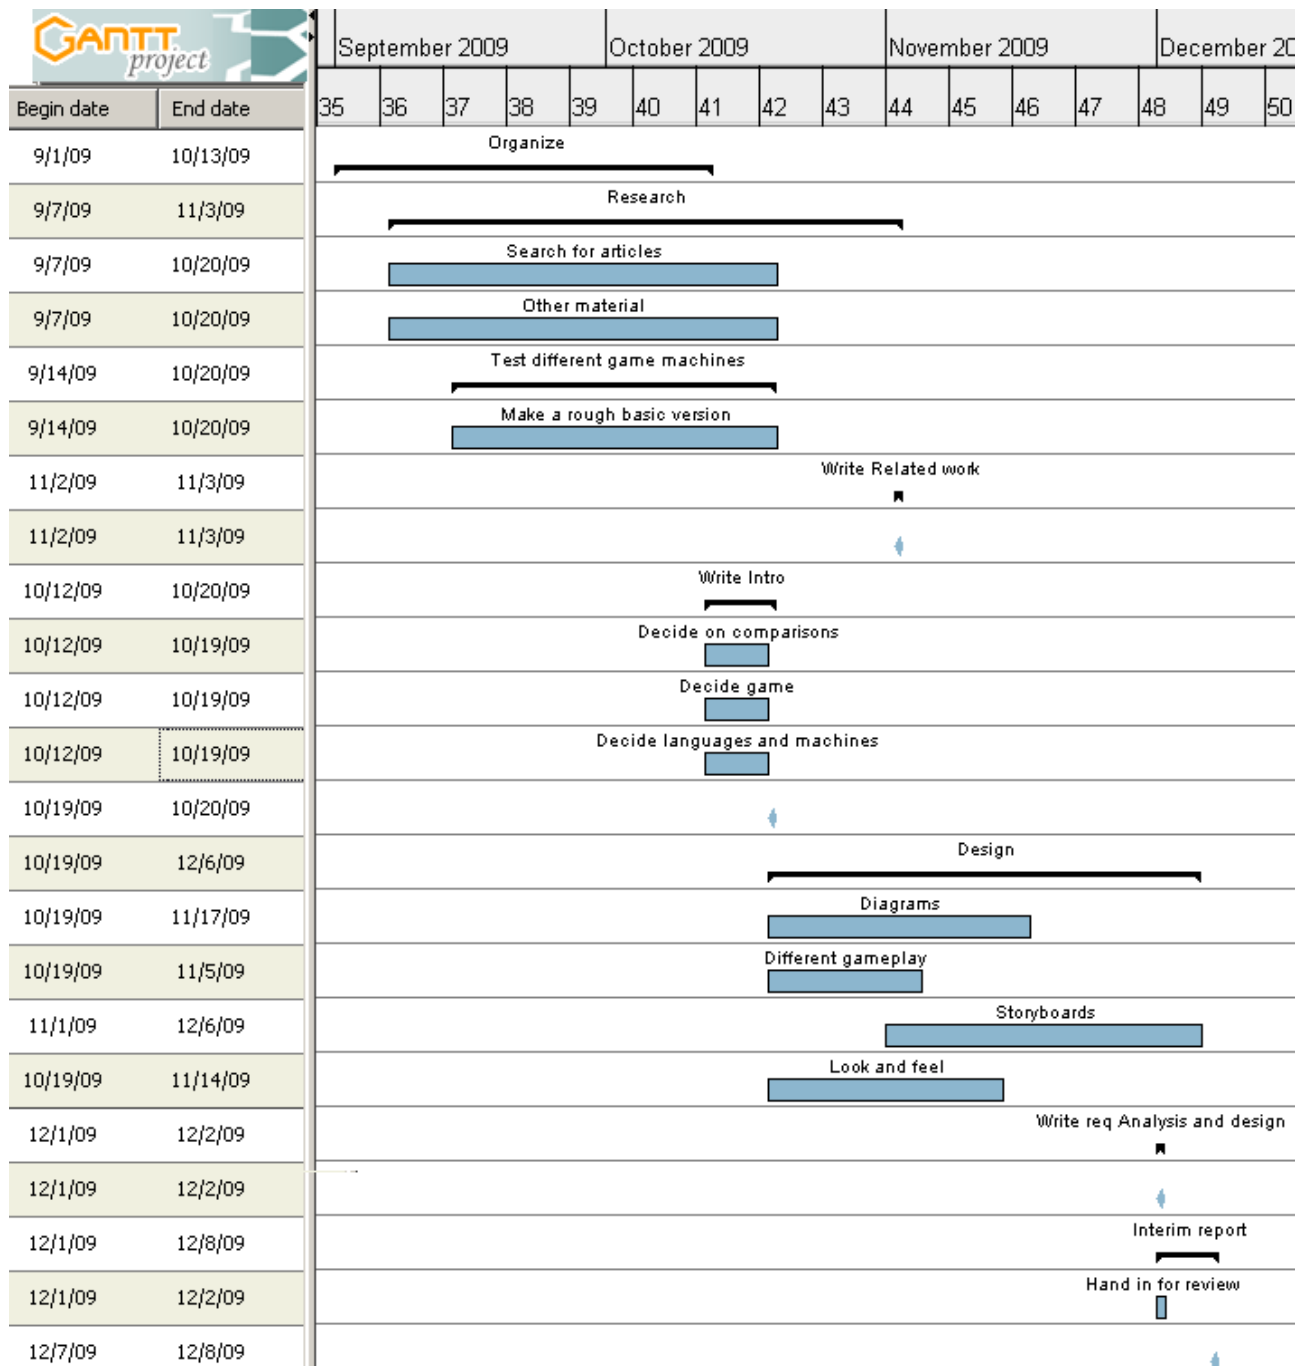 GANTT
project
September 2009 October 2009 November 2009 December 20
Begin date End date 35 36 37 38 39 40 41 42 43 44 45 46 47 48 49 50
Organize
9/1/09 10/13/09
Research
9/7/09 11/3/09
Search for articles
9/7/09 10/20/09
Other material
9/7/09 10/20/09
Test different game machines
9/14/09 10/20/09
Make a rough basic version
9/14/09 10/20/09
Write Related work
11/2/09 11/3/09
11/2/09 11/3/09
Write Intro
10/12/09 10/20/09
Decide on comparisons
10/12/09 10/19/09
Decide game
10/12/09 10/19/09
Decide languages and machines
10/12/09 10/19/09
10/19/09 10/20/09
Design
10/19/09 12/6/09
Diagrams
10/19/09 11/17/09
Different gameplay
10/19/09 11/5/09
Storyboards
11/1/09 12/6/09
Look and feel
10/19/09 11/14/09
Write req Analysis and design
12/1/09 12/2/09
12/1/09 12/2/09
Interim report
12/1/09 12/8/09
Hand in for review
12/1/09 12/2/09
12/7/09 12/8/09